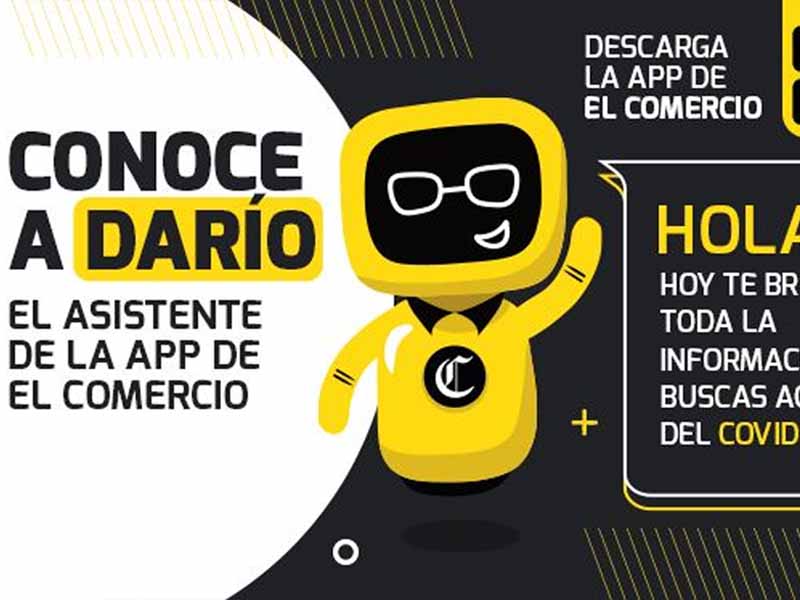 CONOCE
A DARÍO
EL ASISTENTE
DE LA APP DE
EL COMERCIO
C
DESCARGA
LA APP DE
EL COMERCIO
HOLA
HOY TE
TODA LA
BUSCAS
DEL COVID